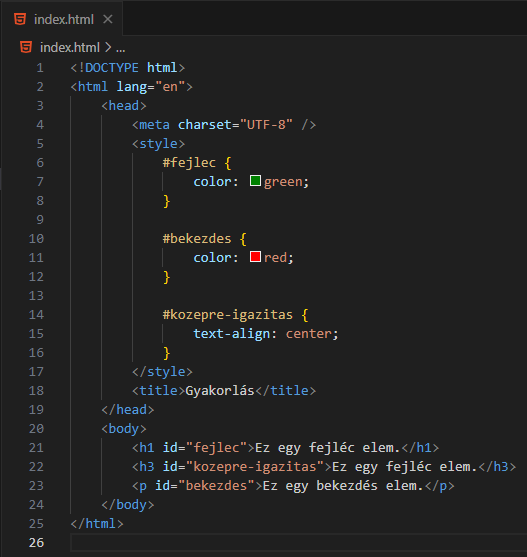 index.html
index.html > ...
1 <!DOCTYPE html>
2 <html lang="en">
3     <head>
4         <meta charset="UTF-8" />
5         <style>
6             #fejlec {
7                 color: green;
8             }
9
10             #bekezdes {
11                 color: red;
12             }
13
14             #kozepre-igazitas {
15                 text-align: center;
16             }
17         </style>
18         <title>Gyakorlás</title>
19     </head>
20     <body>
21         <h1 id="fejlec">Ez egy fejléc elem.</h1>
22         <h3 id="kozepre-igazitas">Ez egy fejléc elem.</h3>
23         <p id="bekezdes">Ez egy bekezdés elem.</p>
24     </body>
25 </html>
26